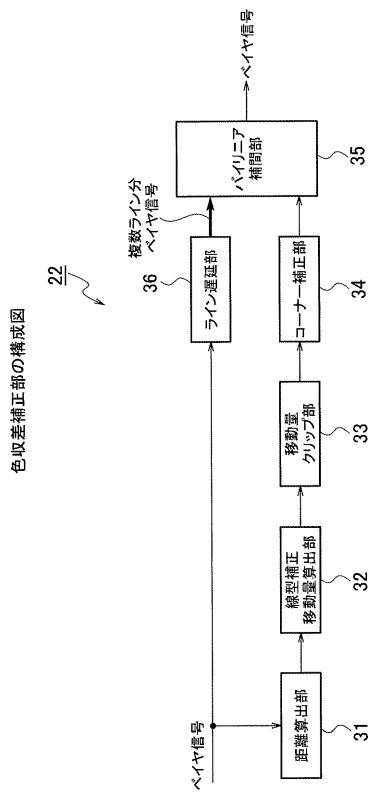 色収差補正部の構成図
22
ベイヤ信号
距離算出部
31
線型補正
移動量算出部
32
移動量
クリップ部
33
コーナー補正部
34
ライン遅延部
36
複数ライン分
ベイヤ信号
バイリニア
補間部
35
ベイヤ信号